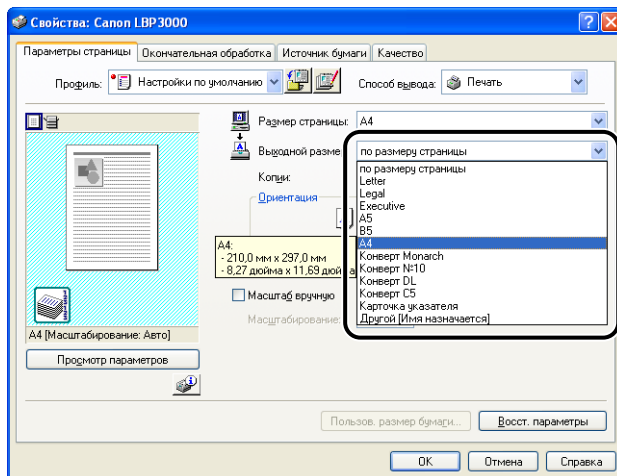 Свойства: Canon LBP3000
Параметры страницы Окончательная обработка Источник бумаги Качество
Профиль: Настройки по умолчанию Способ вывода: Печать
Размер страницы: A4
Выходной разме по размеру страницы
по размеру страницы
Letter
Legal
Executive
A5
B5
A4
Конверт Monarch
Конверт №10
Конверт DL
Конверт C5
Карточка указателя
Другой [Имя назначается]
Копии:
Ориентация
A4:
- 210,0 мм x 297,0 мм
- 8,27 дюйма x 11,69 дюй
Масштаб вручную
Масштабирование:
A4 [Масштабирование: Авто]
Просмотр параметров
Пользов. размер бумаги... Восст. параметры
OK Отмена Справка